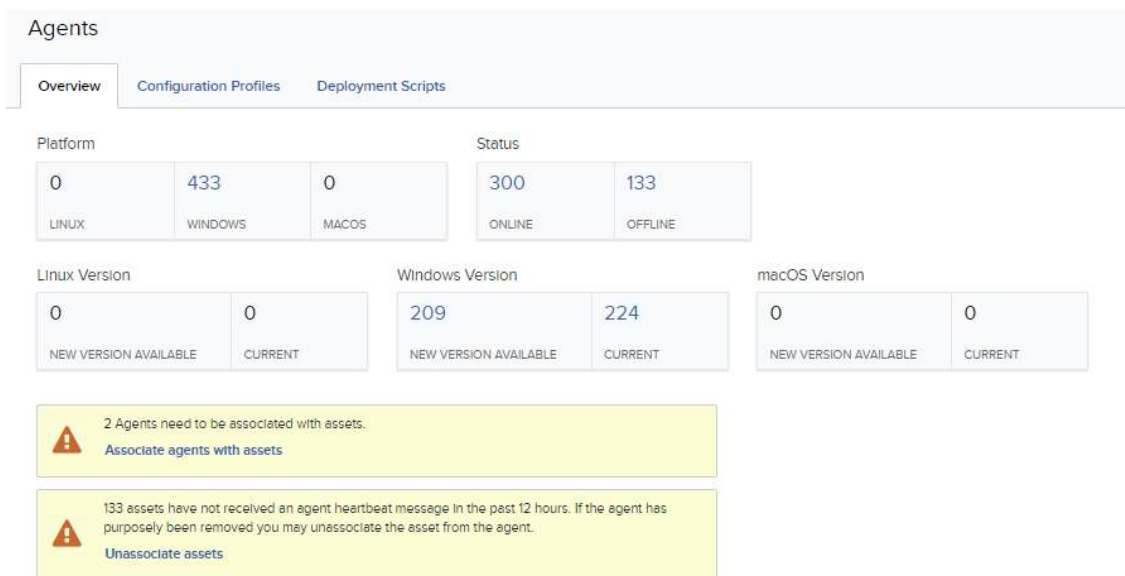 Agents
Overview Configuration Profiles Deployment Scripts
Platform Status
0 433 0 300 133
LINUX WINDOWS MACOS ONLINE OFFLINE
Linux Version Windows Version macOS Version
0 0 209 224 0 0
NEW VERSION AVAILABLE CURRENT NEW VERSION AVAILABLE CURRENT NEW VERSION AVAILABLE CURRENT
2 Agents need to be associated with assets.
Associate agents with assets
133 assets have not received an agent heartbeat message in the past 12 hours. If the agent has
purposely been removed you may unassociate the asset from the agent.
Unassociate assets